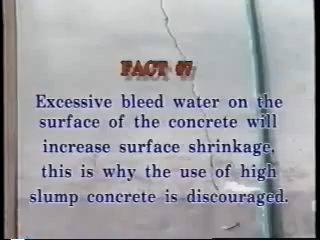 FACT 07
Excessive bleed water on the
surface of the concrete will
increase surface shrinkage,
this is why the use of high
slump concrete is discouraged.